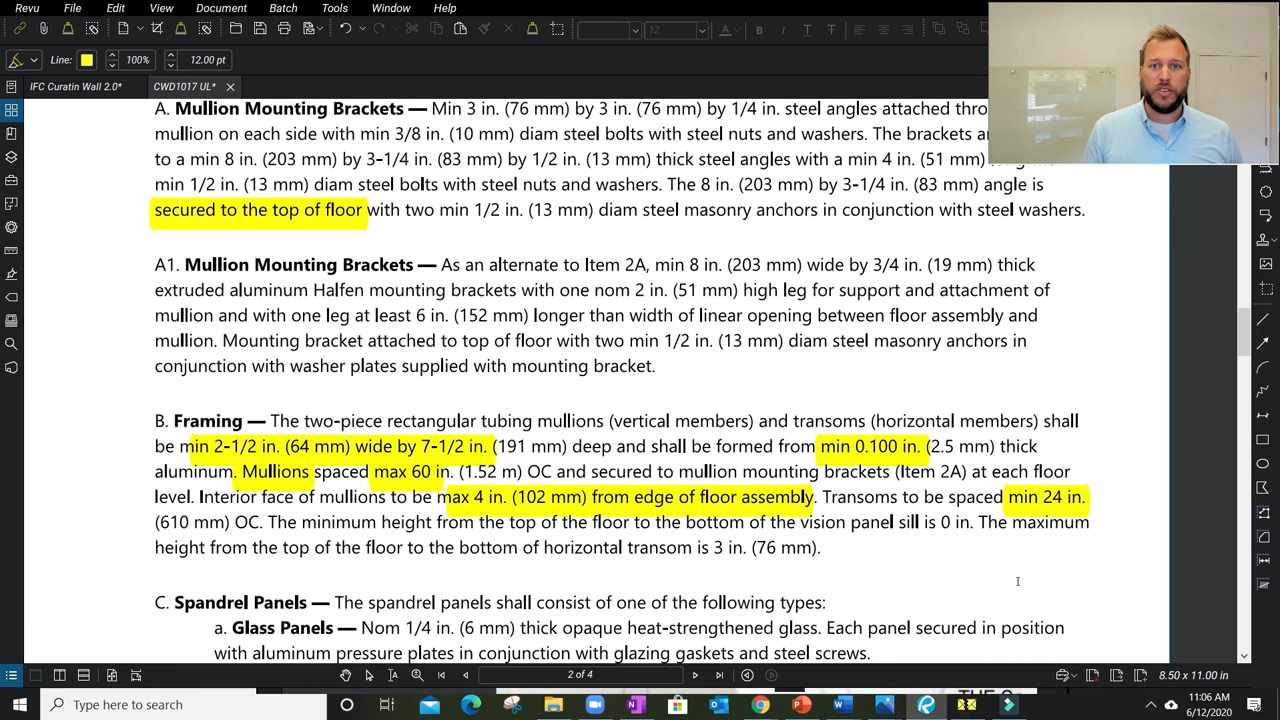 Revu File Edit View Document Batch Tools Window Help
12
Line: 100% 12.00 pt
IFC Curatin Wall 2.0* CWD1017 UL*
A. Mullion Mounting Brackets — Min 3 in. (76 mm) by 3 in. (76 mm) by 1/4 in. steel angles attached thro
mullion on each side with min 3/8 in. (10 mm) diam steel bolts with steel nuts and washers. The brackets a
to a min 8 in. (203 mm) by 3-1/4 in. (83 mm) by 1/2 in. (13 mm) thick steel angles with a min 4 in. (51 mm)
min 1/2 in. (13 mm) diam steel bolts with steel nuts and washers. The 8 in. (203 mm) by 3-1/4 in. (83 mm) angle is
secured to the top of floor with two min 1/2 in. (13 mm) diam steel masonry anchors in conjunction with steel washers.
A1. Mullion Mounting Brackets — As an alternate to Item 2A, min 8 in. (203 mm) wide by 3/4 in. (19 mm) thick
extruded aluminum Halfen mounting brackets with one nom 2 in. (51 mm) high leg for support and attachment of
mullion and with one leg at least 6 in. (152 mm) longer than width of linear opening between floor assembly and
mullion. Mounting bracket attached to top of floor with two min 1/2 in. (13 mm) diam steel masonry anchors in
conjunction with washer plates supplied with mounting bracket.
B. Framing — The two-piece rectangular tubing mullions (vertical members) and transoms (horizontal members) shall
be min 2-1/2 in. (64 mm) wide by 7-1/2 in. (191 mm) deep and shall be formed from min 0.100 in. (2.5 mm) thick
aluminum. Mullions spaced max 60 in. (1.52 m) OC and secured to mullion mounting brackets (Item 2A) at each floor
level. Interior face of mullions to be max 4 in. (102 mm) from edge of floor assembly. Transoms to be spaced min 24 in.
(610 mm) OC. The minimum height from the top of the floor to the bottom of the vision panel sill is 0 in. The maximum
height from the top of the floor to the bottom of horizontal transom is 3 in. (76 mm).
C. Spandrel Panels — The spandrel panels shall consist of one of the following types:
a. Glass Panels — Nom 1/4 in. (6 mm) thick opaque heat-strengthened glass. Each panel secured in position
with aluminum pressure plates in conjunction with glazing gaskets and steel screws.
2 of 4 8.50 x 11.00 in
Type here to search
11:06 AM
6/12/2020